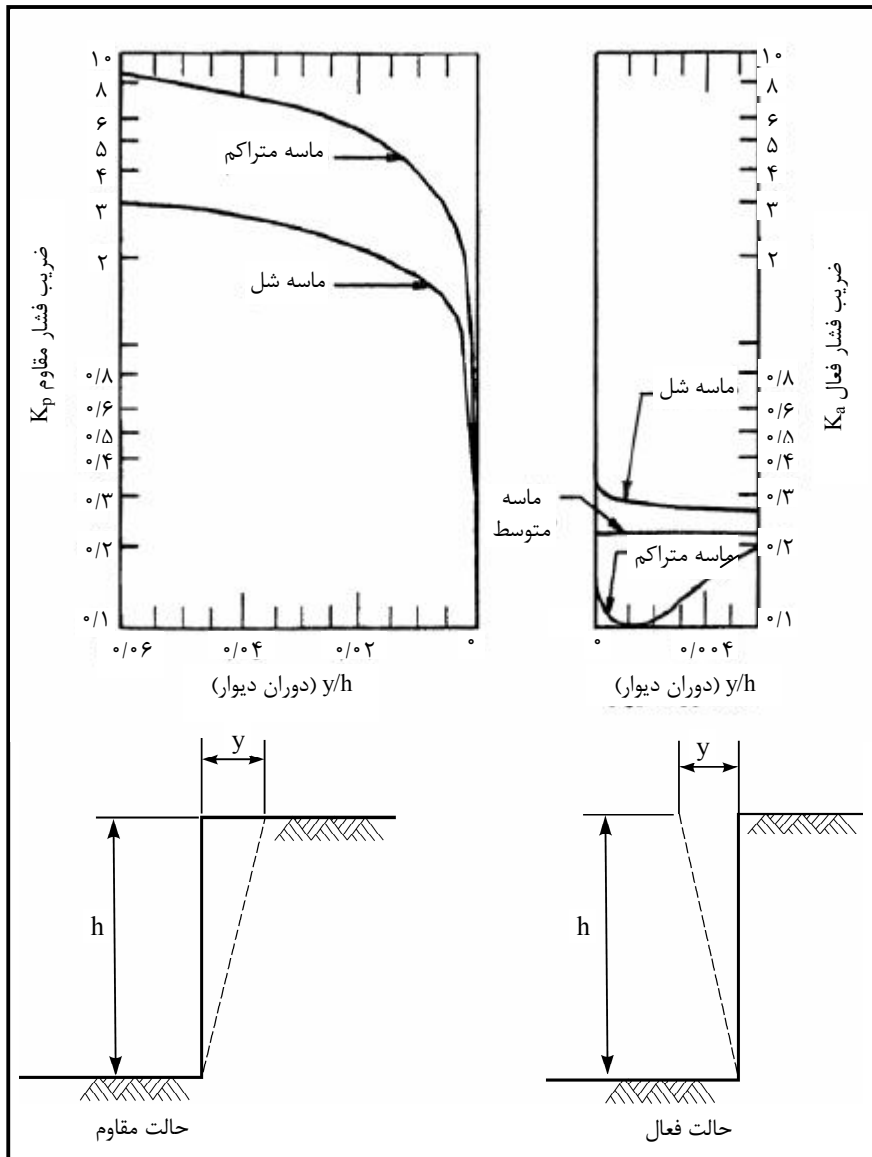 ۱۰
۸
۶
۵
۴
۳
۲
۰/۸
۰/۶
۰/۵
۰/۴
۰/۳
۰/۲
۰/۱
ضریب فشار مقاوم Kp
ماسه متراکم
ماسه شل
۰/۰۶
۰/۰۴
۰/۰۲
۰
y/h (دوران دیوار)
۱۰
۸
۶
۵
۴
۳
۲
۰/۸
۰/۶
۰/۵
۰/۴
۰/۳
۰/۲
۰/۱
ضریب فشار فعال Ka
ماسه شل
ماسه
متوسط
ماسه متراکم
۰
۰/۰۰۴
y/h (دوران دیوار)
y
h
حالت مقاوم
y
h
حالت فعال